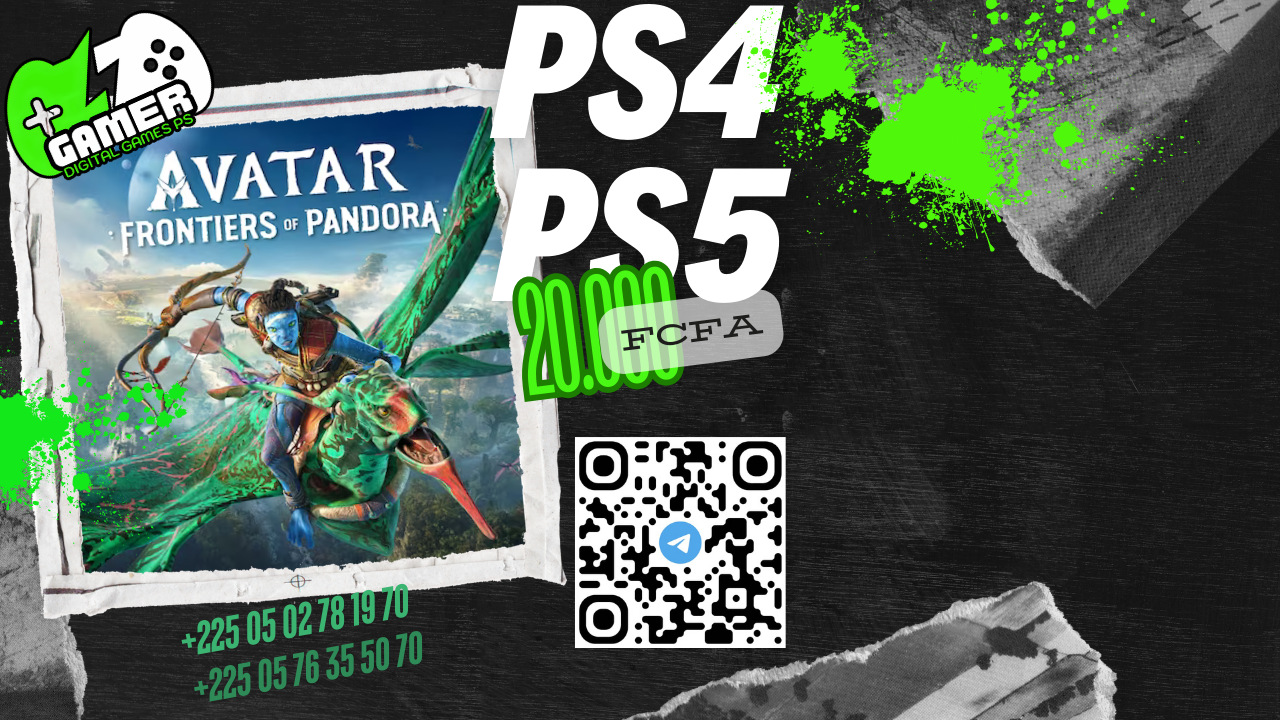 GAMER
DIGITAL GAMES PS
AVATAR
FRONTIERS OF PANDORA
PS4
PS5
20.000
FCFA
+225 05 02 78 19 70
+225 05 76 35 50 70